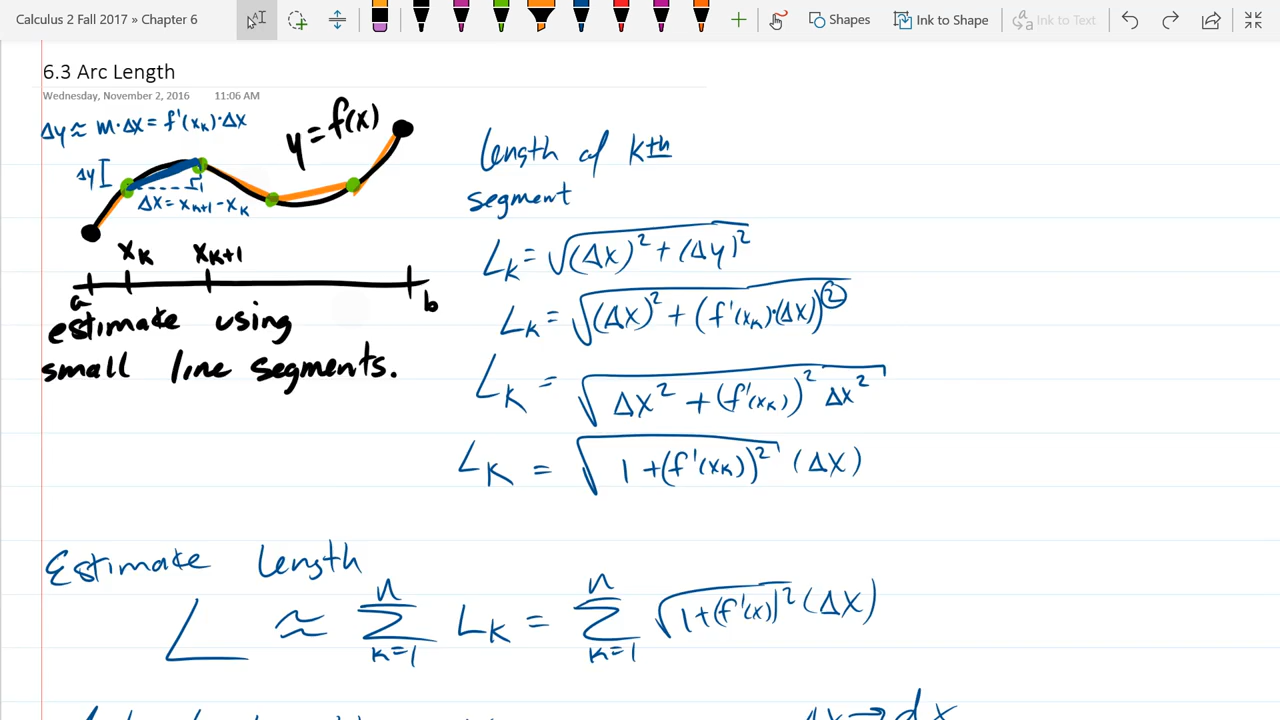 Calculus 2 Fall 2017 » Chapter 6
Shapes
Ink to Shape
Ink to Text
6.3 Arc Length
Wednesday, November 2, 2016 11:06 AM
Δy ≈ m·Δx = f'(xₖ)·Δx
y = f(x)
Δy
Δx = xₖ₊₁ - xₖ
xₖ xₖ₊₁
a b
estimate using
small line segments.
length of kth
segment
Lₖ = √((Δx)² + (Δy)²)
Lₖ = √((Δx)² + (f'(xₖ)·(Δx))²)
Lₖ = √(Δx² + (f'(xₖ))² Δx²)
Lₖ = √(1 + (f'(xₖ))²) (Δx)
Estimate length
L ≈ n Σ k=1 Lₖ = n Σ k=1 √(1+(f'(x))²) (Δx)
Δx → dx